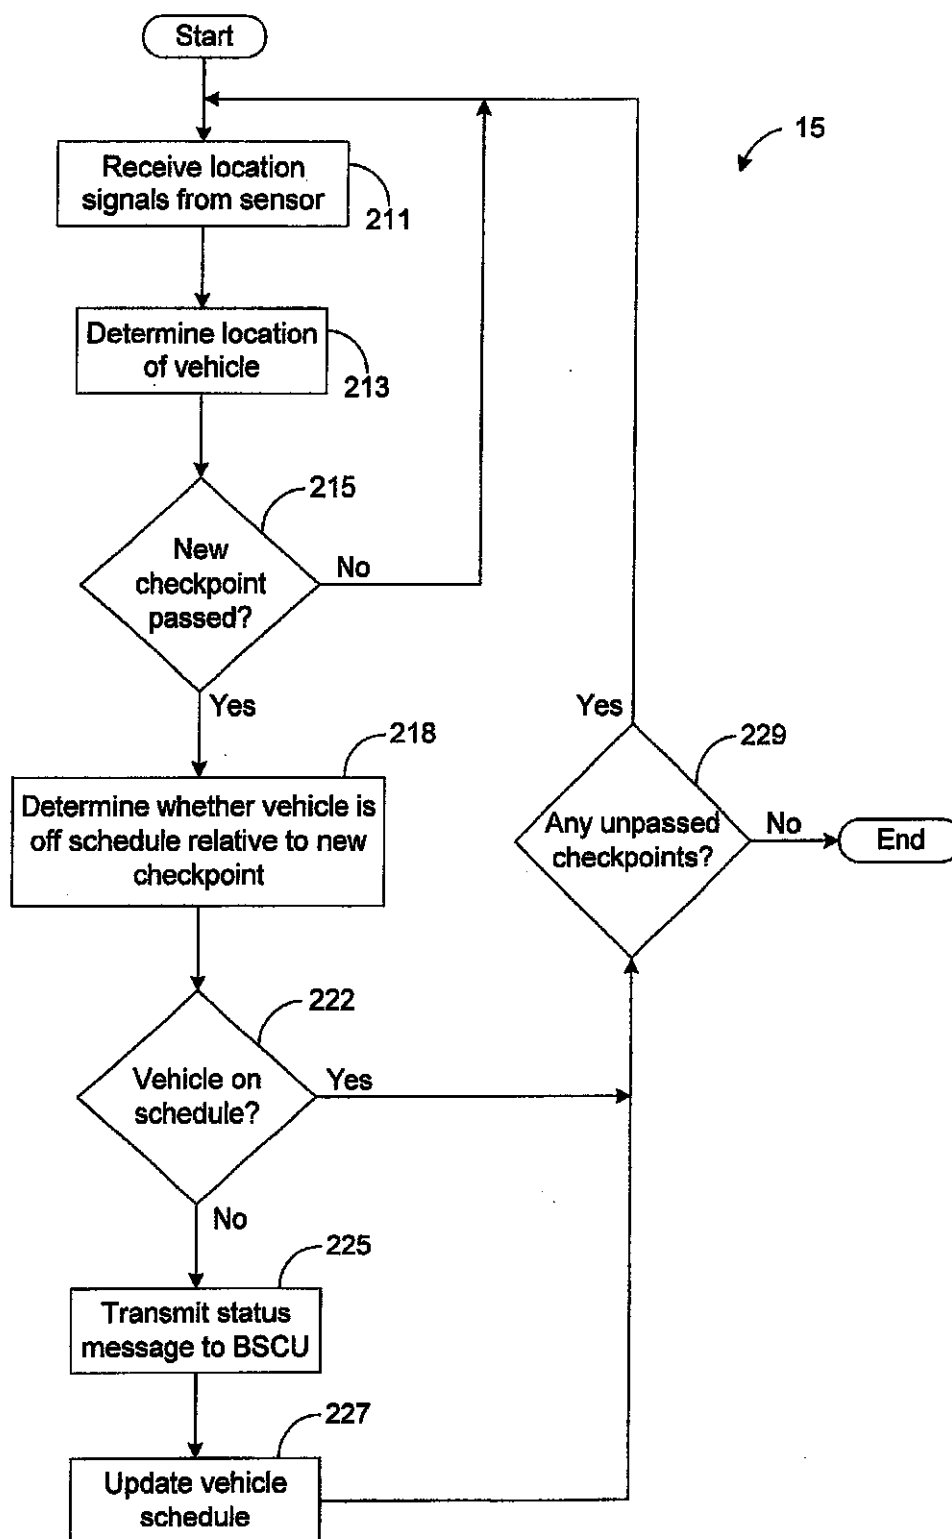 Start
15
Receive location
signals from sensor
211
Determine location
of vehicle
213
215
New
checkpoint
passed?
No
Yes
218
Determine whether vehicle is
off schedule relative to new
checkpoint
Yes
229
Any unpassed
checkpoints?
No
End
222
Vehicle on
schedule?
Yes
No
225
Transmit status
message to BSCU
227
Update vehicle
schedule